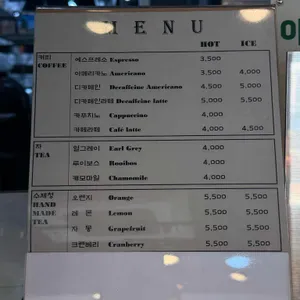 MENU
HOT ICE
커피 에스프레소 Espresso 3,500
COFFEE 아메리카노 Americano 3,500 4,000
디카페인 Decaffeine Americano 4,500 5,000
디카페인라떼 Decaffeine latte 5,000 5,500
카푸치노 Cappuccino 4,000
카페라떼 Café latte 4,000 4,500
차 얼그레이 Earl Grey 4,000
TEA 루이보스 Rooibos 4,000
캐모마일 Chamomile 4,000
수제청 오렌지 Orange 5,500 5,500
HAND 레 몬 Lemon 5,500 5,500
MADE 자 몽 Grapefruit 5,500 5,500
TEA 크랜베리 Cranberry 5,500 5,500